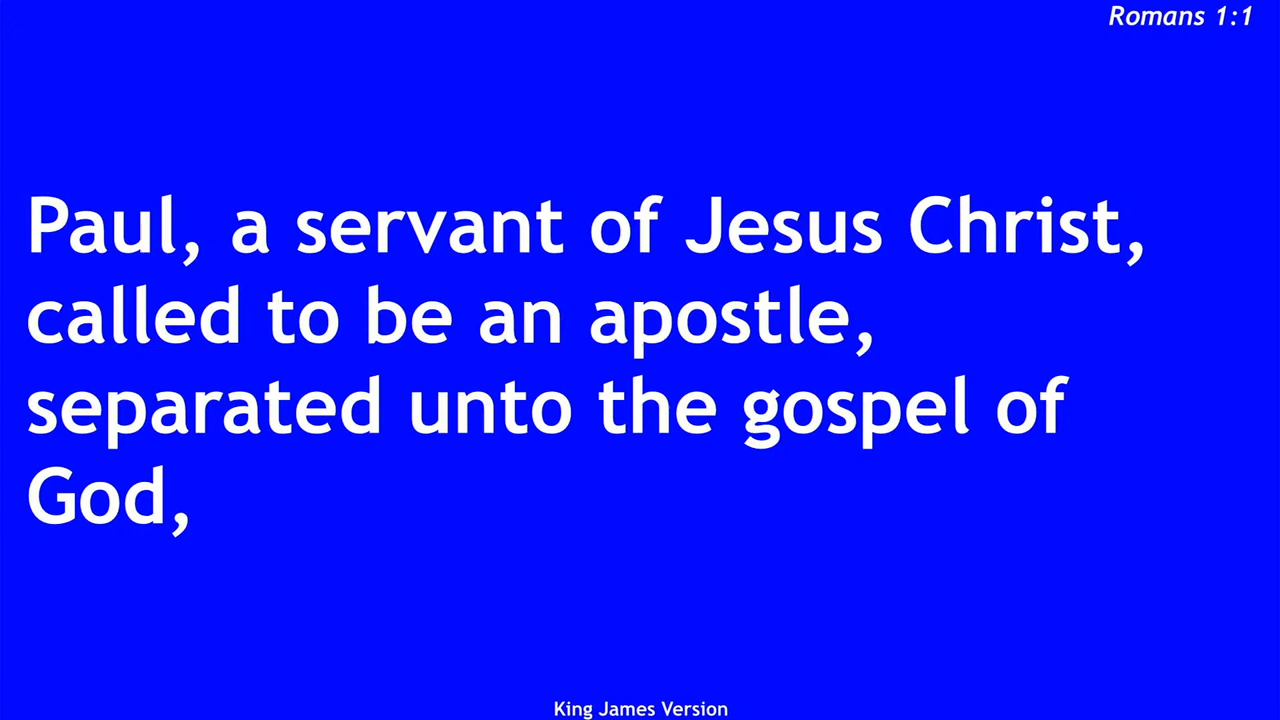 Romans 1:1
Paul, a servant of Jesus Christ,
called to be an apostle,
separated unto the gospel of
God,
King James Version